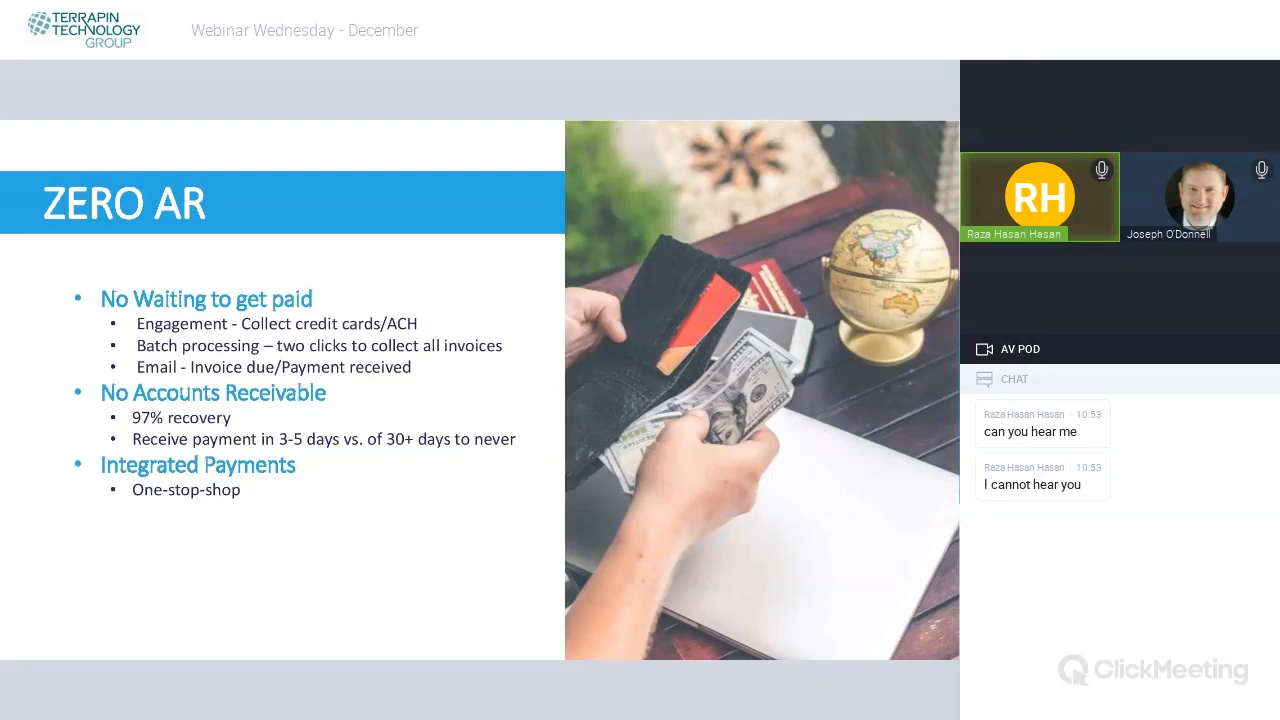 TERRAPIN
TECHNOLOGY
GROUP
Webinar Wednesday - December
ZERO AR
• No Waiting to get paid
• Engagement - Collect credit cards/ACH
• Batch processing – two clicks to collect all invoices
• Email - Invoice due/Payment received
• No Accounts Receivable
• 97% recovery
• Receive payment in 3-5 days vs. of 30+ days to never
• Integrated Payments
• One-stop-shop
RH
Raza Hasan Hasan
Joseph O'Donnell
AV POD
CHAT
Raza Hasan Hasan 10:53
can you hear me
Raza Hasan Hasan 10:53
I cannot hear you
ClickMeeting